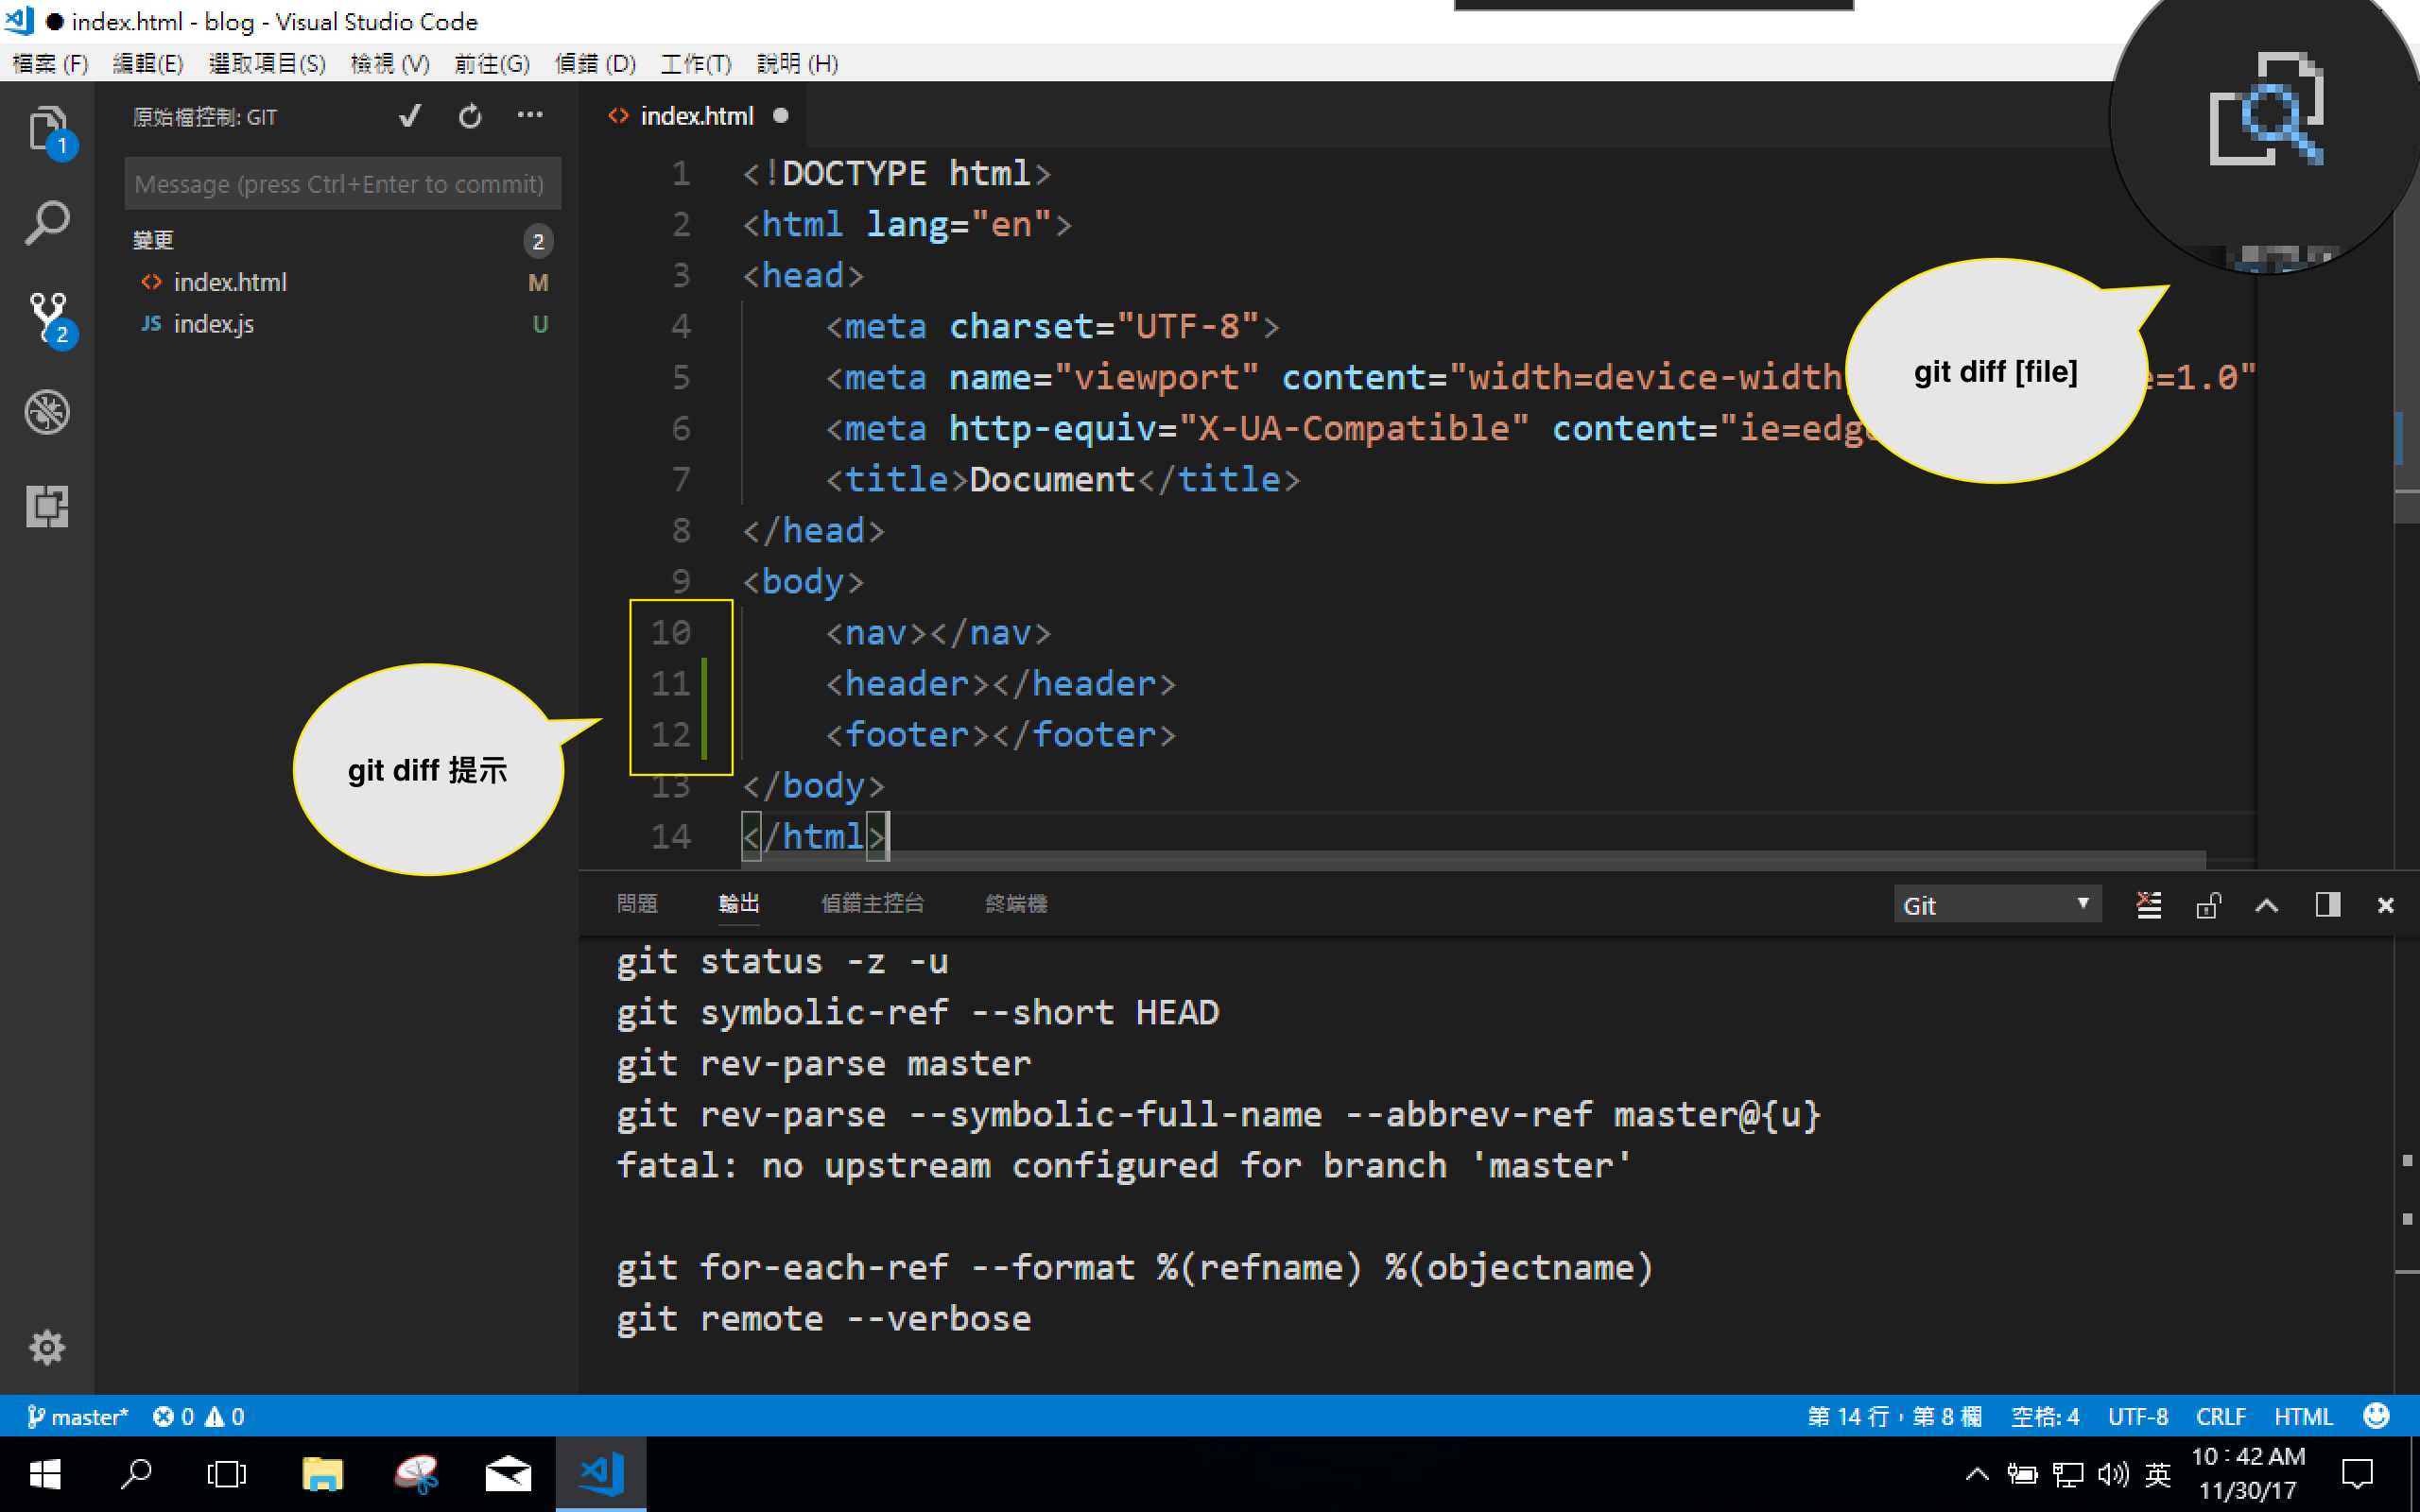 index.html - blog - Visual Studio Code
檔案 (F) 編輯(E) 選取項目(S) 檢視 (V) 前往(G) 偵錯 (D) 工作(T) 說明 (H)
原始檔控制: GIT
Message (press Ctrl+Enter to commit)
變更 2
index.html M
JS index.js U
1
2
index.html
1 <!DOCTYPE html>
2 <html lang="en">
3 <head>
4 <meta charset="UTF-8">
5 <meta name="viewport" content="width=device-width e=1.0"
6 <meta http-equiv="X-UA-Compatible" content="ie=edg
7 <title>Document</title>
8 </head>
9 <body>
10 <nav></nav>
11 <header></header>
12 <footer></footer>
13 </body>
14 </html>
git diff [file]
git diff 提示
問題 輸出 偵錯主控台 終端機 Git
git status -z -u
git symbolic-ref --short HEAD
git rev-parse master
git rev-parse --symbolic-full-name --abbrev-ref master@{u}
fatal: no upstream configured for branch 'master'
git for-each-ref --format %(refname) %(objectname)
git remote --verbose
master* 0 0 第 14 行，第 8 欄 空格: 4 UTF-8 CRLF HTML
英 10:42 AM
11/30/17